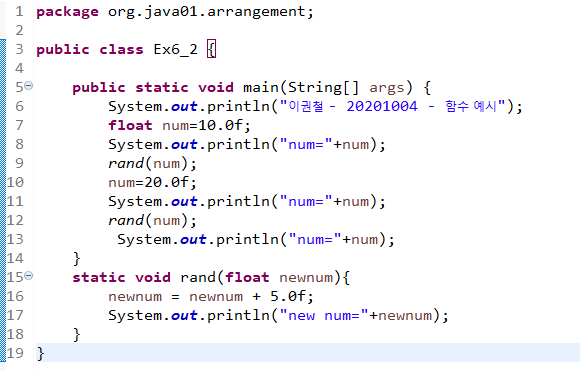 1 package org.java01.arrangement;
2
3 public class Ex6_2 {
4
5 public static void main(String[] args) {
6 System.out.println("이권철 - 20201004 - 함수 예시");
7 float num=10.0f;
8 System.out.println("num="+num);
9 rand(num);
10 num=20.0f;
11 System.out.println("num="+num);
12 rand(num);
13 System.out.println("num="+num);
14 }
15 static void rand(float newnum){
16 newnum = newnum + 5.0f;
17 System.out.println("new num="+newnum);
18 }
19 }